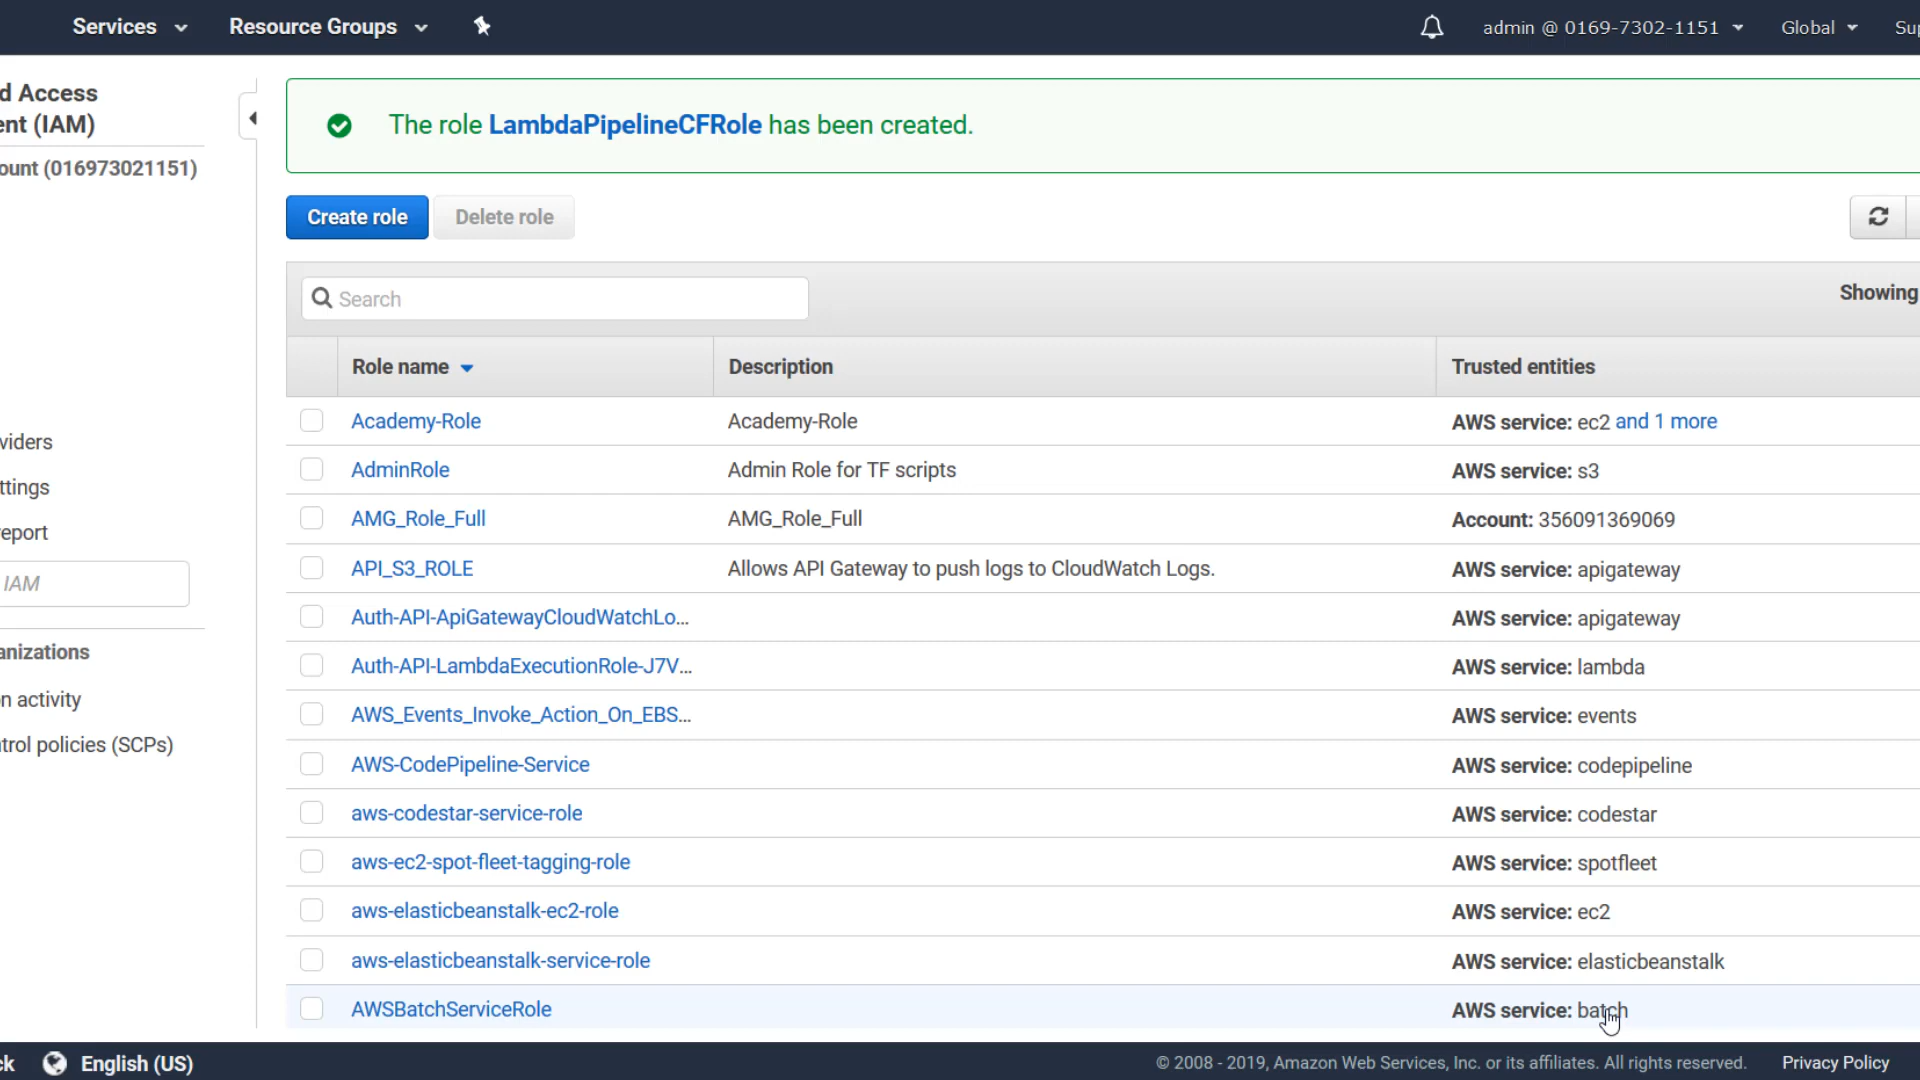 Services
Resource Groups
admin @ 0169-7302-1151
Global
Sup
d Access
ent (IAM)
ount (016973021151)
viders
ttings
eport
IAM
anizations
n activity
trol policies (SCPs)
The role LambdaPipelineCFRole has been created.
Create role
Delete role
Search
Showing
Role name
Description
Trusted entities
Academy-Role
Academy-Role
AWS service: ec2 and 1 more
AdminRole
Admin Role for TF scripts
AWS service: s3
AMG_Role_Full
AMG_Role_Full
Account: 356091369069
API_S3_ROLE
Allows API Gateway to push logs to CloudWatch Logs.
AWS service: apigateway
Auth-API-ApiGatewayCloudWatchLo...
AWS service: apigateway
Auth-API-LambdaExecutionRole-J7V...
AWS service: lambda
AWS_Events_Invoke_Action_On_EBS...
AWS service: events
AWS-CodePipeline-Service
AWS service: codepipeline
aws-codestar-service-role
AWS service: codestar
aws-ec2-spot-fleet-tagging-role
AWS service: spotfleet
aws-elasticbeanstalk-ec2-role
AWS service: ec2
aws-elasticbeanstalk-service-role
AWS service: elasticbeanstalk
AWSBatchServiceRole
AWS service: batch
ck
English (US)
© 2008 - 2019, Amazon Web Services, Inc. or its affiliates. All rights reserved.
Privacy Policy